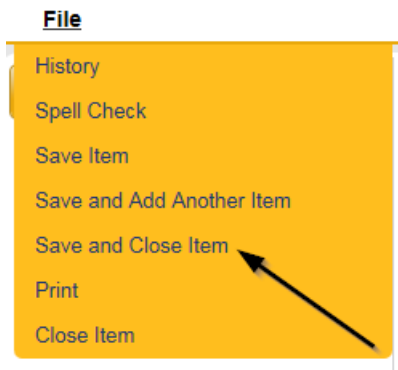 File
History
Spell Check
Save Item
Save and Add Another Item
Save and Close Item
Print
Close Item